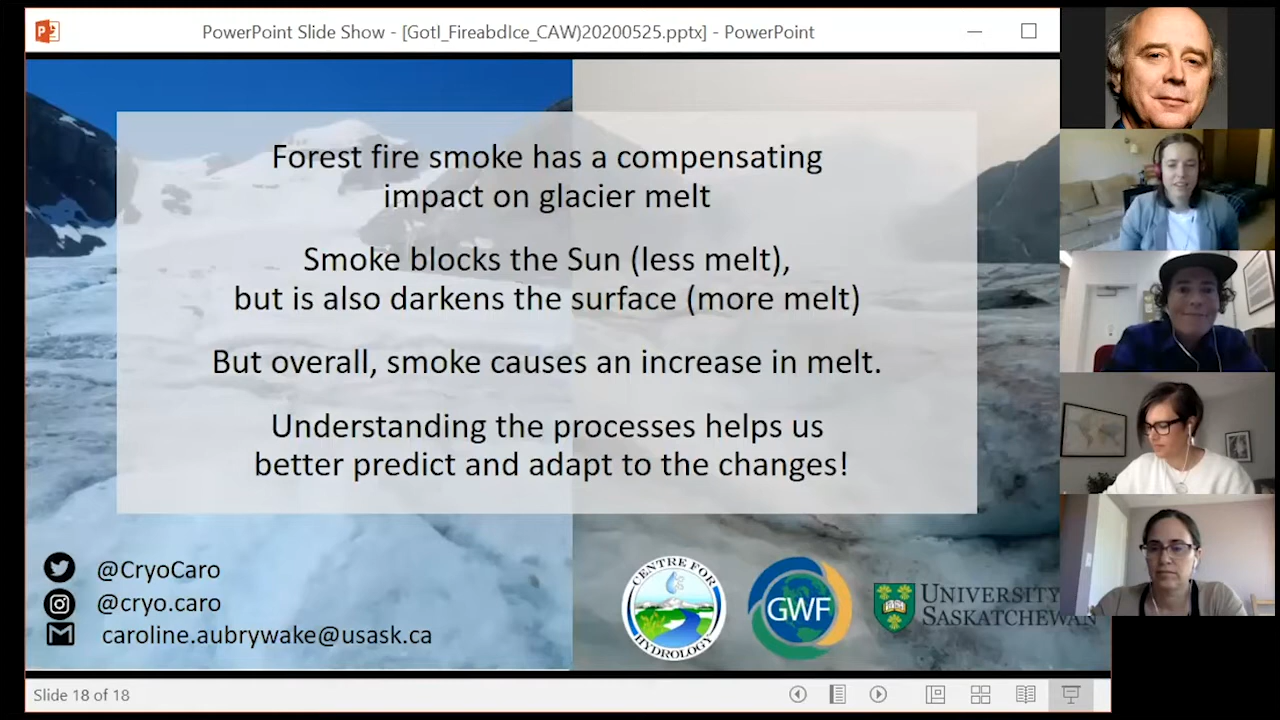 PowerPoint Slide Show - [GotI_FireabdIce_CAW)20200525.pptx] - PowerPoint
Forest fire smoke has a compensating
impact on glacier melt
Smoke blocks the Sun (less melt),
but is also darkens the surface (more melt)
But overall, smoke causes an increase in melt.
Understanding the processes helps us
better predict and adapt to the changes!
@CryoCaro
@cryo.caro
caroline.aubrywake@usask.ca
CENTRE FOR
HYDROLOGY
GWF
UNIVERSITY
SASKATCHEWAN
Slide 18 of 18